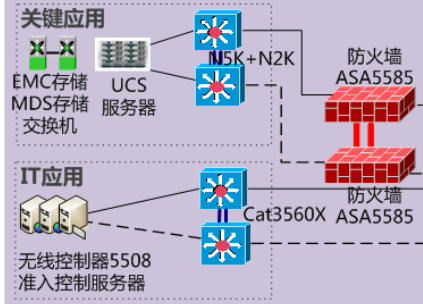 关键应用
N5K+N2K
防火墙
ASA5585
EMC存储
MDS存储
交换机
UCS
服务器
IT应用
Cat3560X
防火墙
ASA5585
无线控制器5508
准入控制服务器